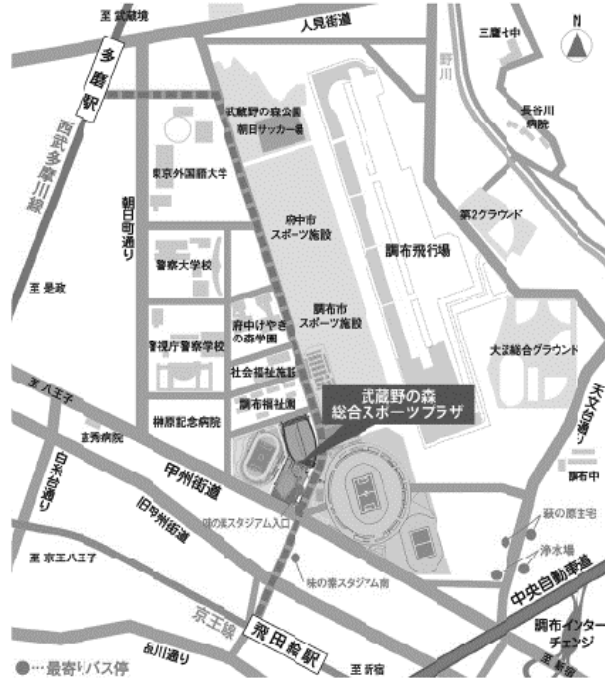 至 武蔵境
人見街道
N
三鷹七中
多磨駅
野川
武蔵野の森公園
朝日サッカー場
長谷川
病院
西武多摩川線
東京外国語大学
朝日町通り
府中市
スポーツ施設
第2グラウンド
調布飛行場
警察大学校
至 是政
調布市
スポーツ施設
府中けやき
の森学園
警視庁警察学校
大沢総合グラウンド
社会福祉施設
至 八王子
調布福祉園
武蔵野の森
総合スポーツプラザ
天文台通り
榊原記念病院
白糸台通り
甲州街道
味の素スタジアム入口
旧甲州街道
萩の原住宅
浄水場
至 京王八王子
味の素スタジアム南
中央自動車道
京王線
飛田給駅
調布インター
チェンジ
品川通り
至 新宿
至 新宿
●…最寄りバス停